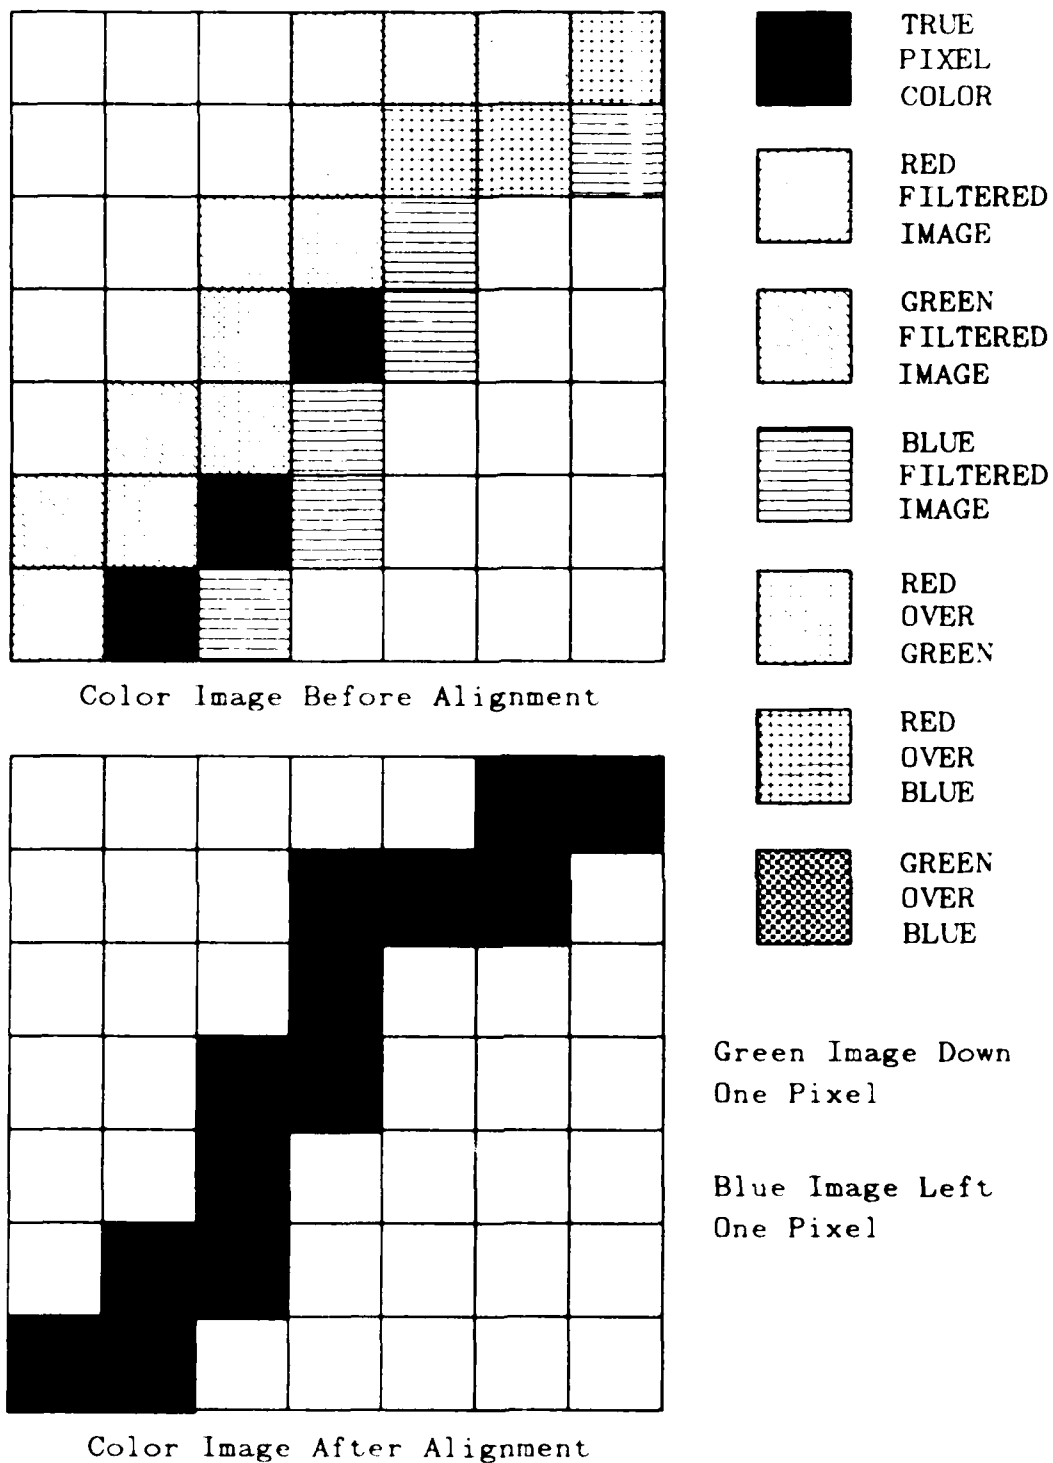 TRUE
PIXEL
COLOR
RED
FILTERED
IMAGE
GREEN
FILTERED
IMAGE
BLUE
FILTERED
IMAGE
RED
OVER
GREEN
RED
OVER
BLUE
GREEN
OVER
BLUE
Color Image Before Alignment
Green Image Down
One Pixel
Blue Image Left
One Pixel
Color Image After Alignment